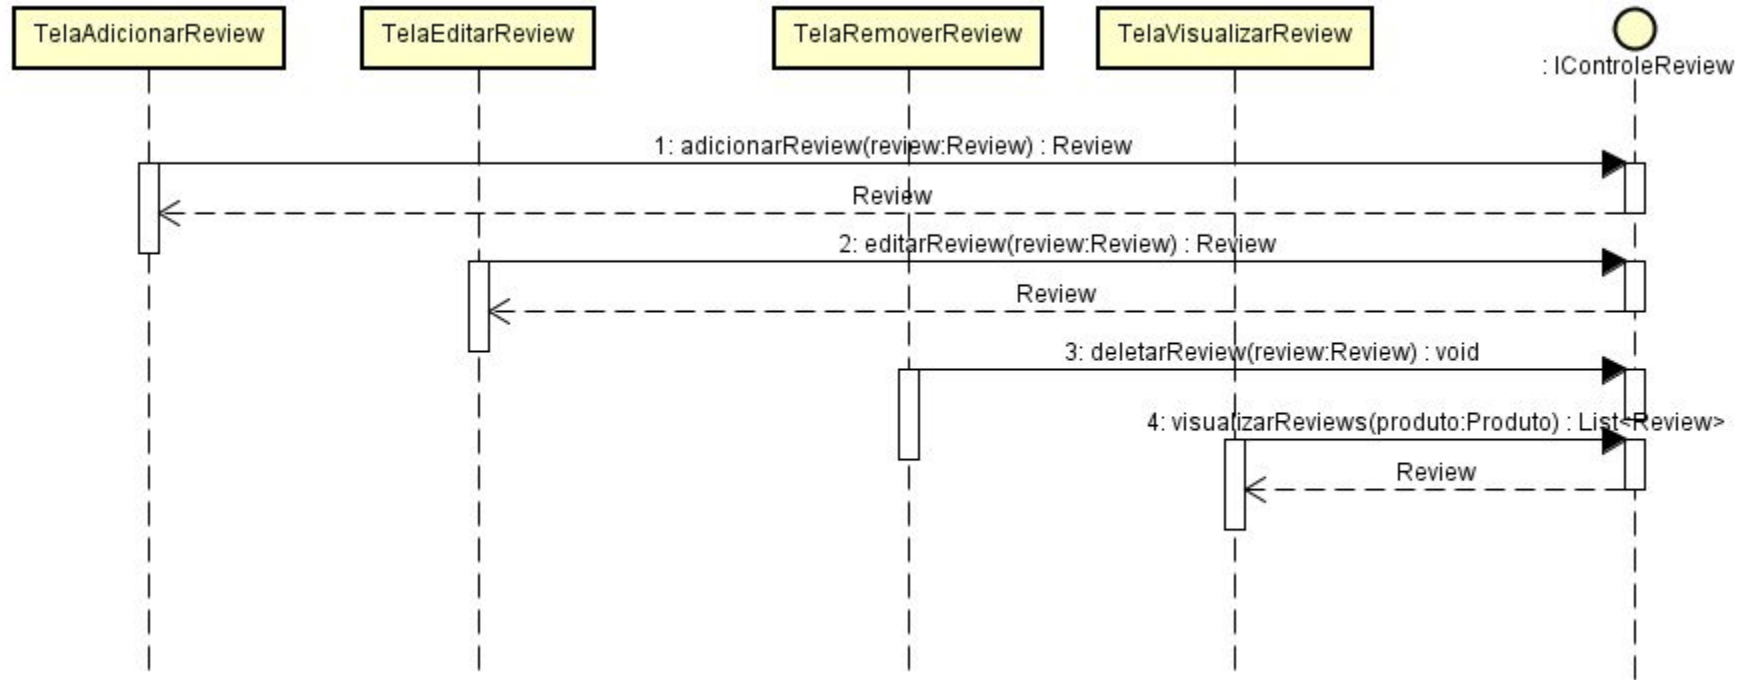 TelaAdicionarReview
TelaEditarReview
TelaRemoverReview
TelaVisualizarReview
: IControleReview
1: adicionarReview(review:Review) : Review
Review
2: editarReview(review:Review) : Review
Review
3: deletarReview(review:Review) : void
4: visualizarReviews(produto:Produto) : List<Review>
Review